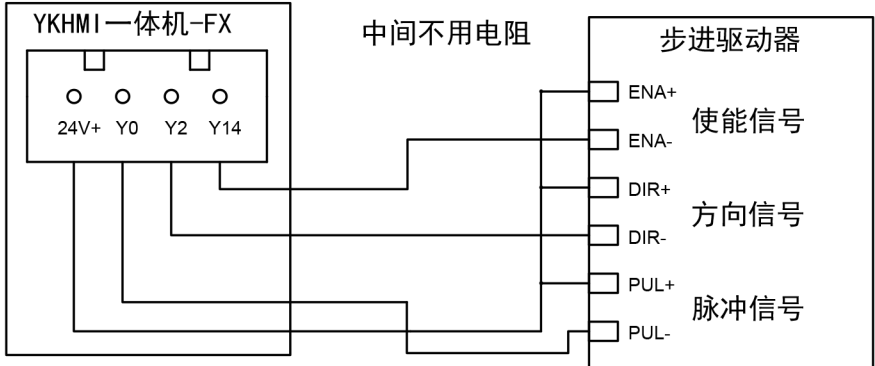 YKHMI一体机-FX
中间不用电阻
步进驱动器
24V+ Y0 Y2 Y14
ENA+
使能信号
ENA-
DIR+
方向信号
DIR-
PUL+
脉冲信号
PUL-